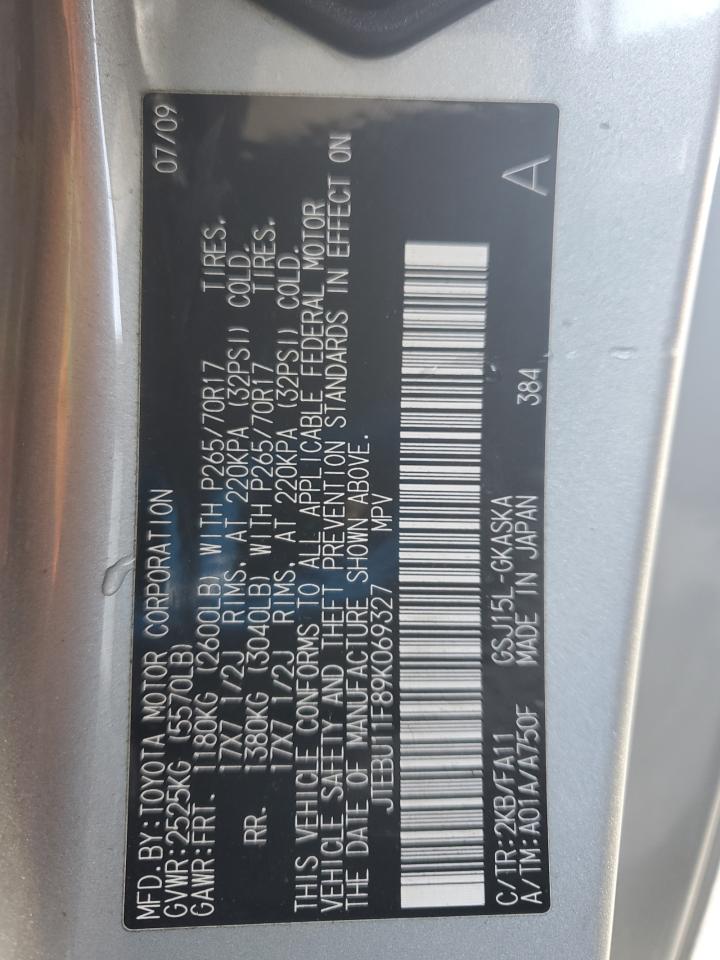 MFD.BY:TOYOTA MOTOR CORPORATION 07/09
GVWR:2525KG (5570LB)
GAWR:FRT. 1180KG (2600LB) WITH P265/70R17 TIRES.
17X7 1/2J RIMS, AT 220KPA (32PSI) COLD.
RR. 1380KG (3040LB) WITH P265/70R17 TIRES.
17X7 1/2J RIMS, AT 220KPA (32PSI) COLD.
THIS VEHICLE CONFORMS TO ALL APPLICABLE FEDERAL MOTOR
VEHICLE SAFETY AND THEFT PREVENTION STANDARDS IN EFFECT ON
THE DATE OF MANUFACTURE SHOWN ABOVE.
JTEBU11F89K069327 MPV
C/TR:2KB/FA11 GSJ15L-GKASKA
A/TM:A01A/A750F MADE IN JAPAN 384 A